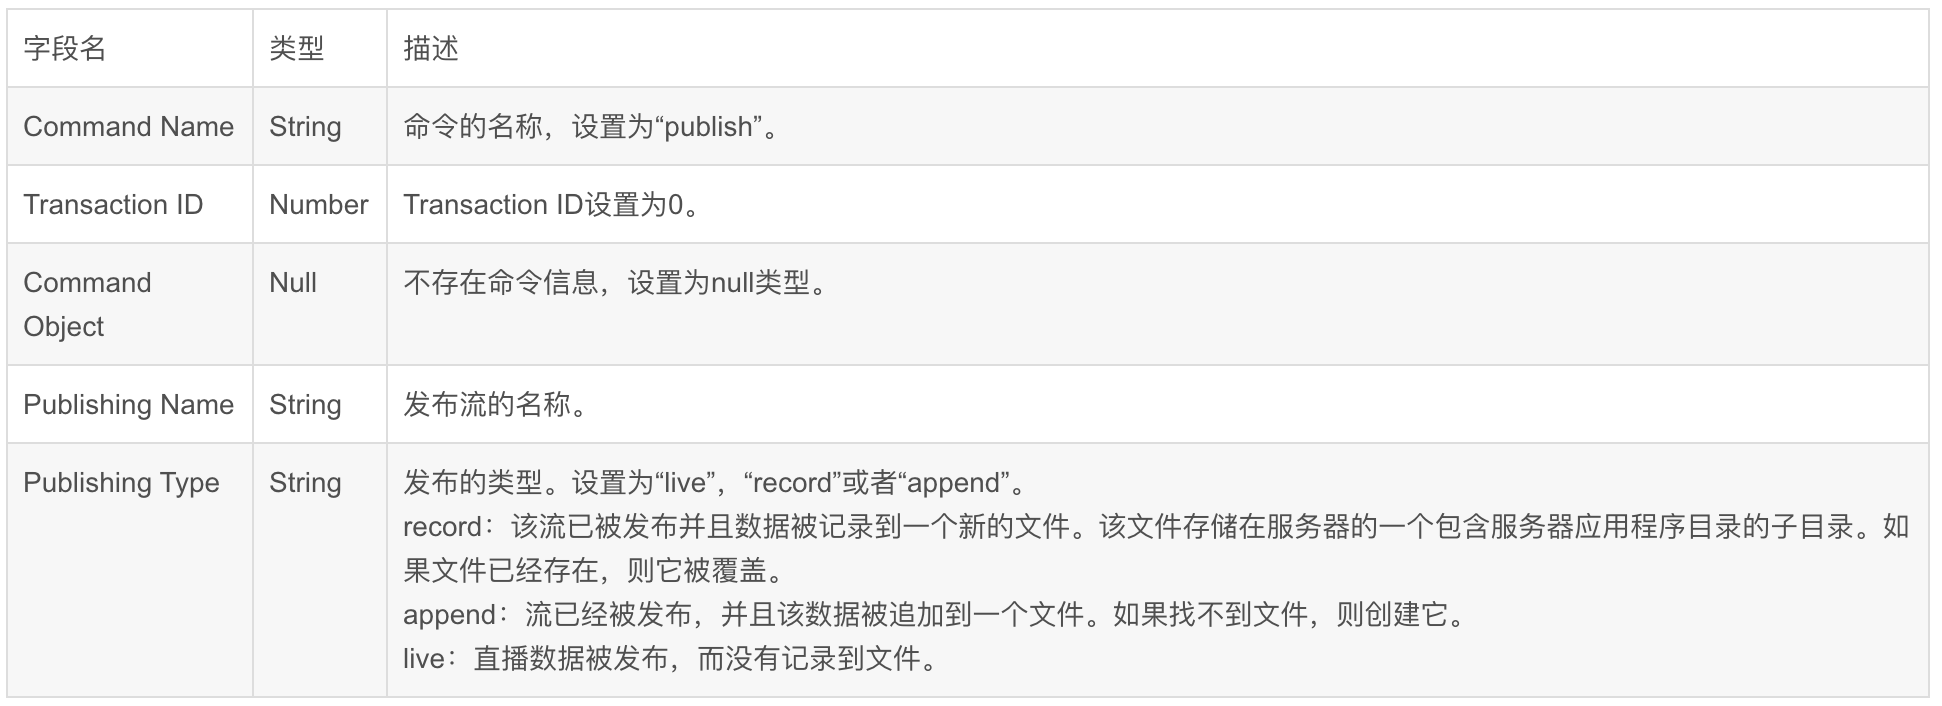 字段名 类型 描述
Command Name String 命令的名称，设置为“publish”。
Transaction ID Number Transaction ID设置为0。
Command Null 不存在命令信息，设置为null类型。
Object
Publishing Name String 发布流的名称。
Publishing Type String 发布的类型。设置为“live”，“record”或者“append”。
record：该流已被发布并且数据被记录到一个新的文件。该文件存储在服务器的一个包含服务器应用程序目录的子目录。如
果文件已经存在，则它被覆盖。
append：流已经被发布，并且该数据被追加到一个文件。如果找不到文件，则创建它。
live：直播数据被发布，而没有记录到文件。